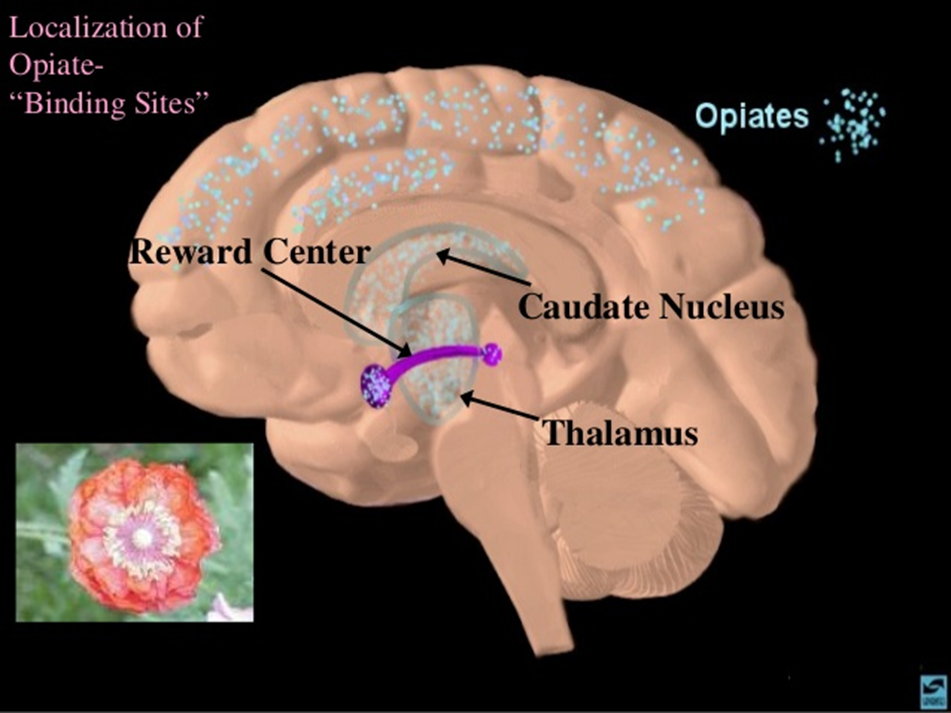 Localization of
Opiate-
“Binding Sites”
Opiates
Reward Center
Caudate Nucleus
Thalamus